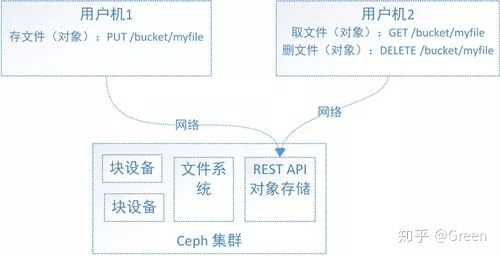 用户机1
存文件（对象）：PUT /bucket/myfile
用户机2
取文件（对象）：GET /bucket/myfile
删文件（对象）：DELETE /bucket/myfile
网络
网络
块设备
块设备
文件系
统
REST API
对象存储
Ceph 集群
知乎 @Green